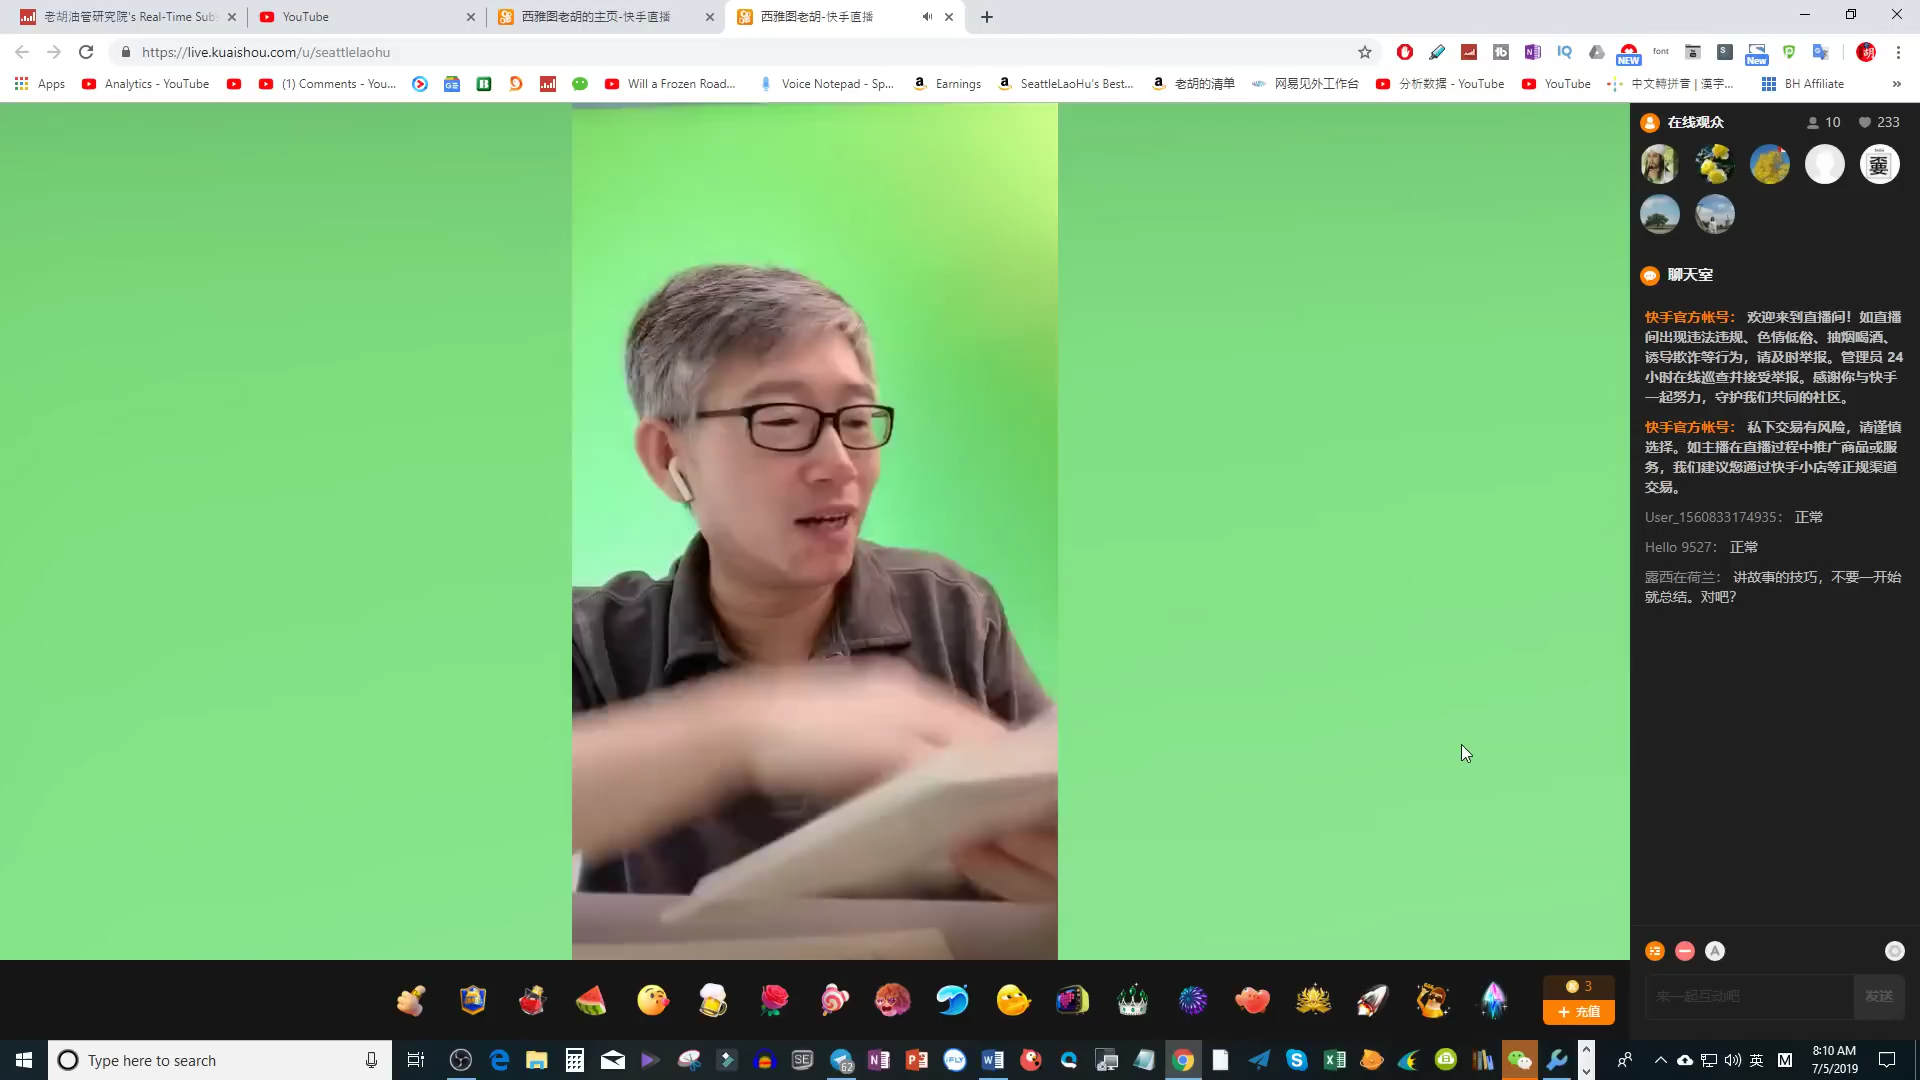 老胡油管研究院's Real-Time Sub
YouTube
西雅图老胡的主页-快手直播
西雅图老胡-快手直播
https://live.kuaishou.com/u/seattlelaohu
font
NEW
New
胡
Apps
Analytics - YouTube
(1) Comments - You...
Will a Frozen Road...
Voice Notepad - Sp...
Earnings
SeattleLaoHu's Best...
老胡的清单
网易见外工作台
分析数据 - YouTube
YouTube
中文轉拼音 | 漢字...
BH Affiliate
在线观众
10
233
聊天室
快手官方帐号： 欢迎来到直播间！如直播
间出现违法违规、色情低俗、抽烟喝酒、
诱导欺诈等行为，请及时举报。管理员 24
小时在线巡查并接受举报。感谢你与快手
一起努力，守护我们共同的社区。
快手官方帐号： 私下交易有风险，请谨慎
选择。如主播在直播过程中推广商品或服
务，我们建议您通过快手小店等正规渠道
交易。
User_1560833174935： 正常
Hello 9527： 正常
露西在荷兰： 讲故事的技巧，不要一开始
就总结。对吧？
来一起互动吧
发送
3
+ 充值
Type here to search
62
英
M
8:10 AM
7/5/2019